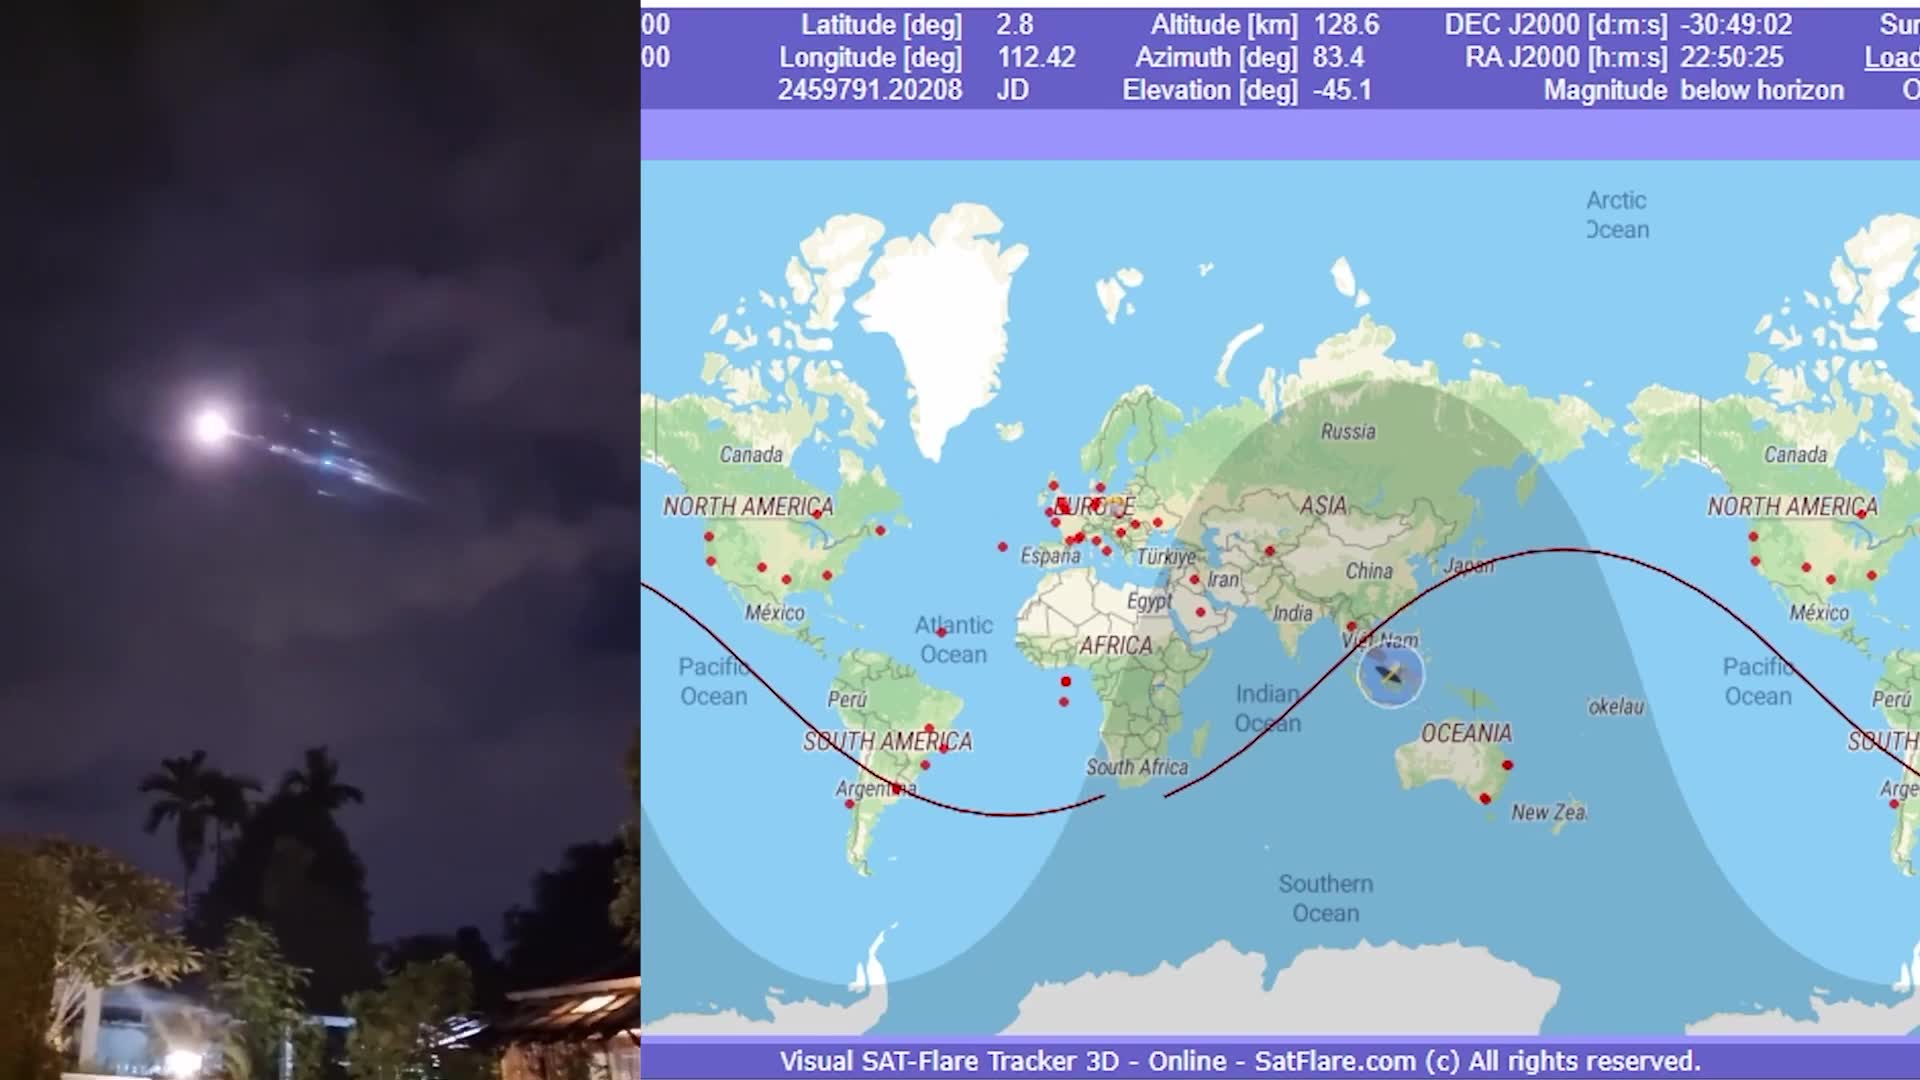 00 Latitude [deg] 2.8 Altitude [km] 128.6 DEC J2000 [d:m:s] -30:49:02 Sun
00 Longitude [deg] 112.42 Azimuth [deg] 83.4 RA J2000 [h:m:s] 22:50:25 Load
2459791.20208 JD Elevation [deg] -45.1 Magnitude below horizon O
Arctic
Ocean
Russia
Canada
Canada
NORTH AMERICA
EUROPE
ASIA
NORTH AMERICA
España
Türkiye
Iran
China
Japan
México
Egypt
India
México
Atlantic
Ocean
AFRICA
Việt Nam
Pacific
Ocean
Perú
Indian
Ocean
okelau
Pacific
Ocean
Perú
SOUTH AMERICA
OCEANIA
SOUTH
South Africa
Argentina
Arge
New Zea
Southern
Ocean
Visual SAT-Flare Tracker 3D - Online - SatFlare.com (c) All rights reserved.